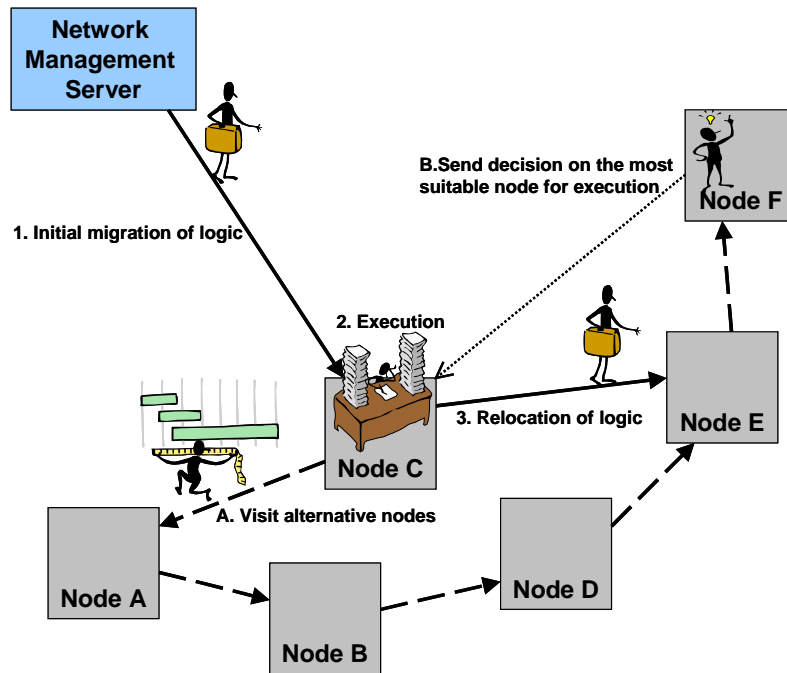 Network
Management
Server
B.Send decision on the most
suitable node for execution
Node F
1. Initial migration of logic
2. Execution
Node E
3. Relocation of logic
Node C
A. Visit alternative nodes
Node D
Node A
Node B